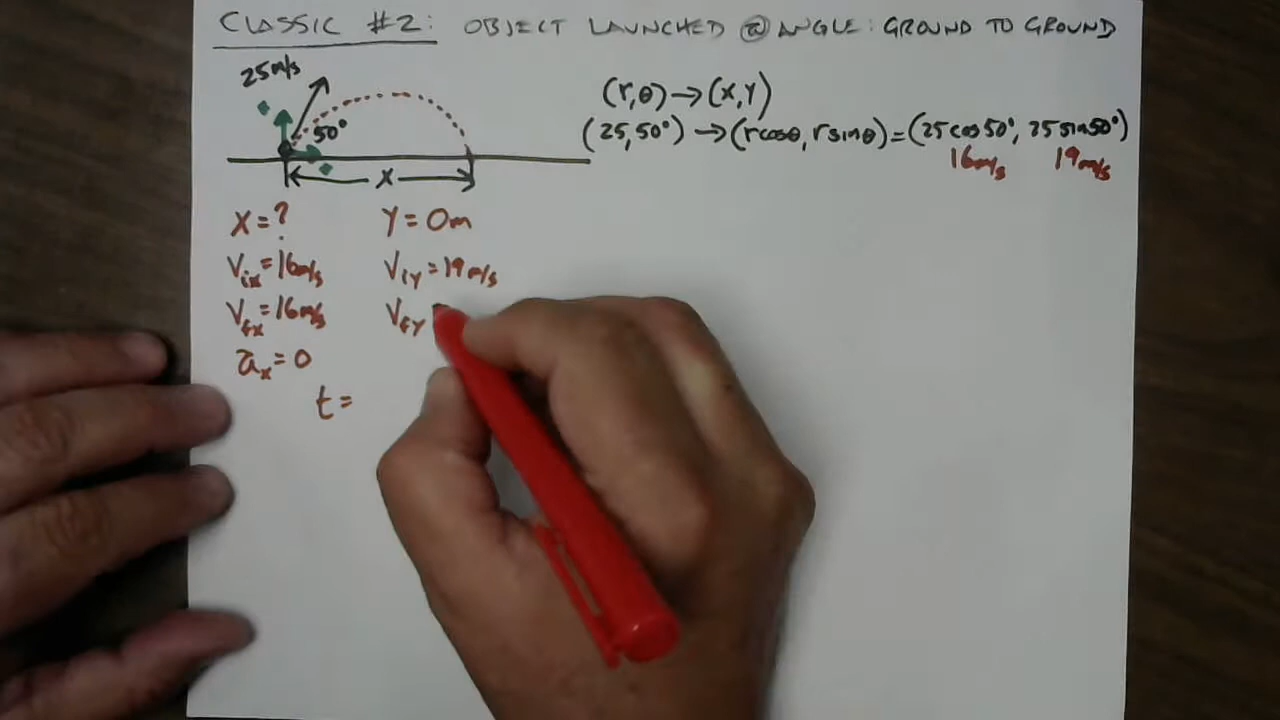 CLASSIC #2: OBJECT LAUNCHED @ ANGLE: GROUND TO GROUND
25m/s
50°
X
(r,θ)→(X,Y)
(25,50°)→(rcosθ, rsinθ)=(25cos50°, 25sin50°)
16m/s 19m/s
X=? Y=0m
Vix=16m/s Viy=19m/s
Vfx=16m/s Vfy
ax=0
t=